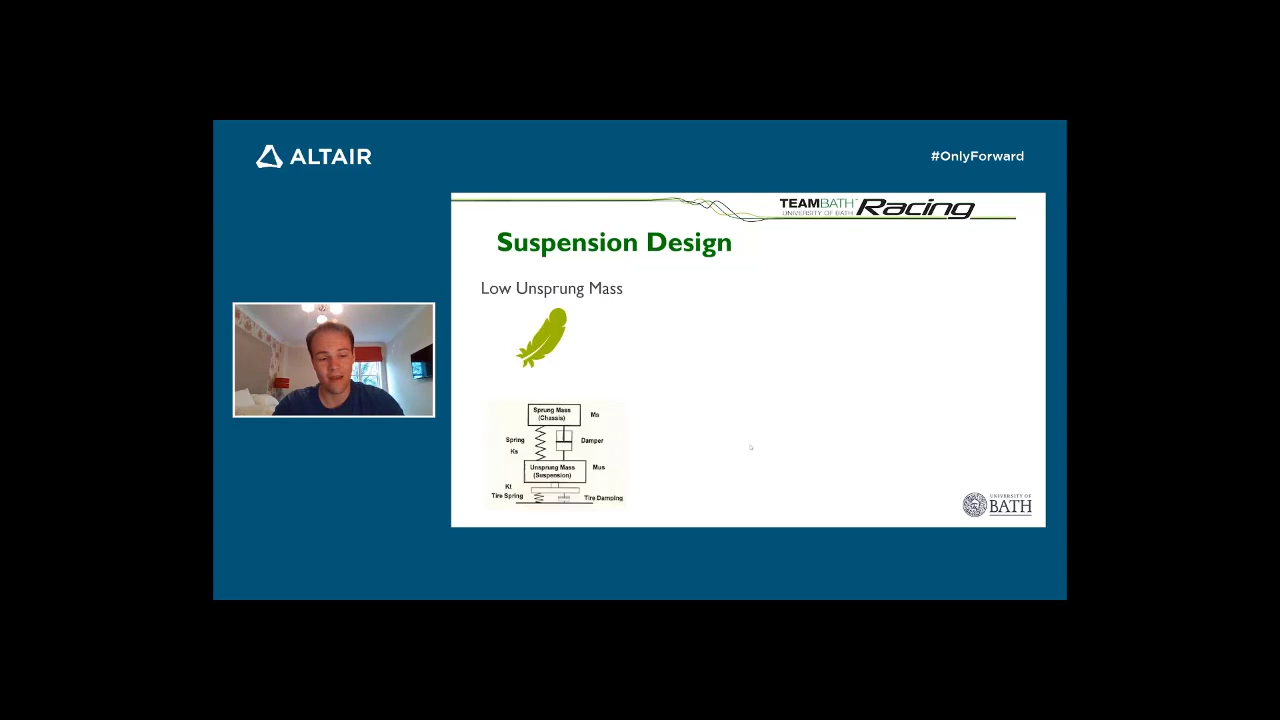 ALTAIR
#OnlyForward
TEAMBATH
UNIVERSITY OF BATH
Racing
Suspension Design
Low Unsprung Mass
Sprung Mass
(Chassis)
Ms
Spring
Damper
Ks
Unsprung Mass
(Suspension)
Mus
Kt
Tire Spring
Tire Damping
UNIVERSITY OF
BATH